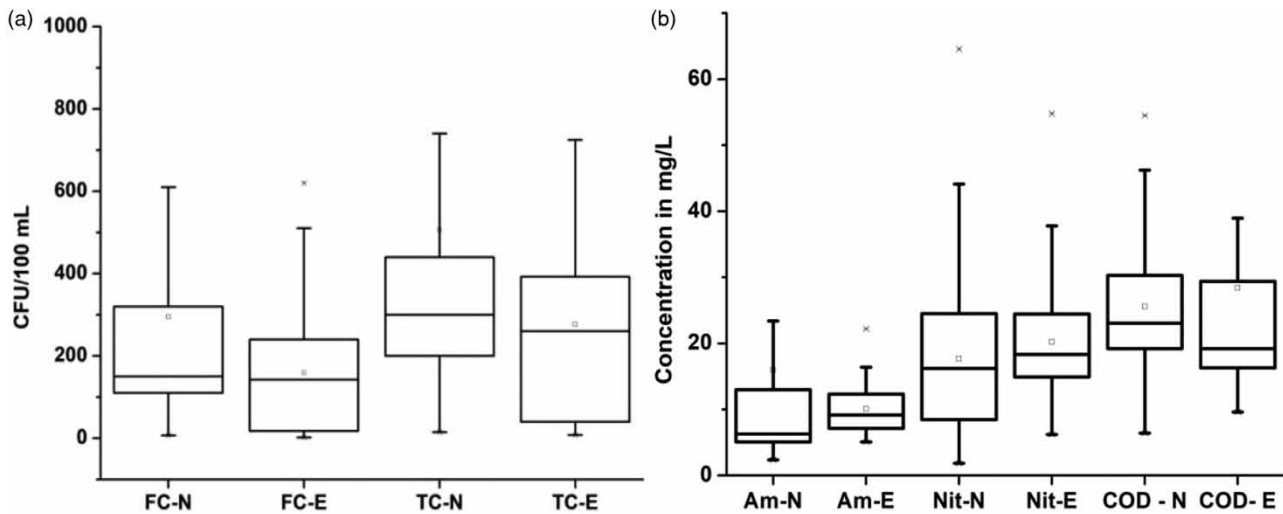 (a)
CFU/100 mL
1000
800
600
400
200
0
FC-N FC-E TC-N TC-E
(b)
Concentration in mg/L
60
40
20
0
Am-N Am-E Nit-N Nit-E COD - N COD- E